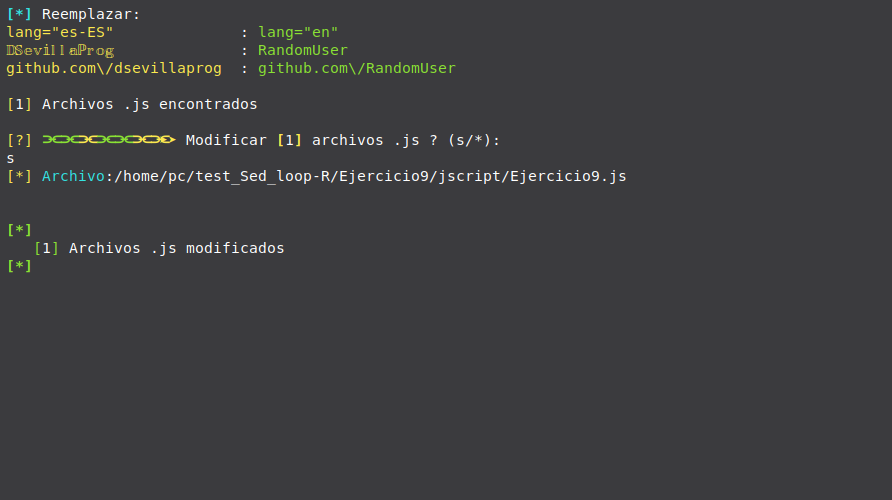 [*] Reemplazar:
lang="es-ES" : lang="en"
𝔻𝕊𝕖𝕧𝕚𝕝𝕝𝕒ℙ𝕣𝕠𝕘 : RandomUser
github.com\/dsevillaprog : github.com\/RandomUser
[1] Archivos .js encontrados
[?] Modificar [1] archivos .js ? (s/*):
s
[*] Archivo:/home/pc/test_Sed_loop-R/Ejercicio9/jscript/Ejercicio9.js
[*]
[1] Archivos .js modificados
[*]